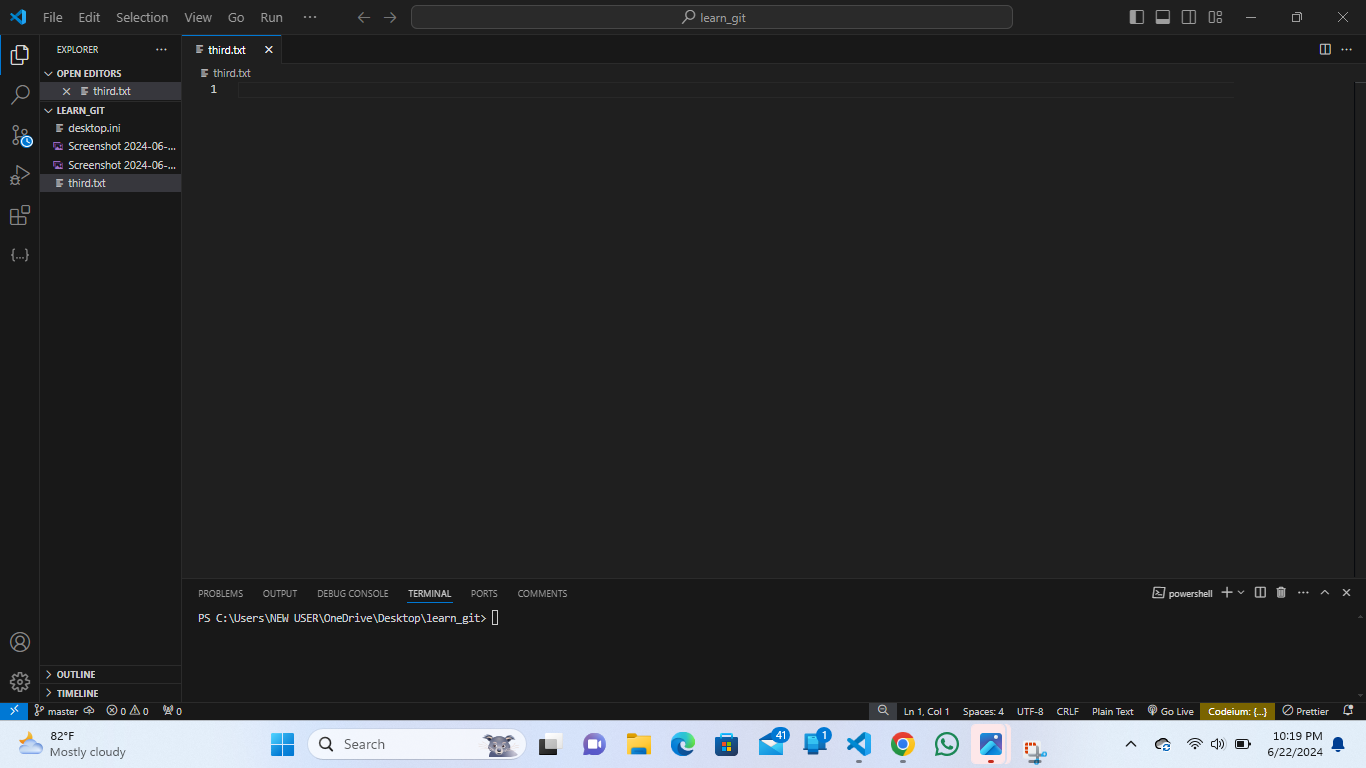 File Edit Selection View Go Run ··· learn_git
EXPLORER ···
OPEN EDITORS
third.txt
LEARN_GIT
desktop.ini
Screenshot 2024-06-...
Screenshot 2024-06-...
third.txt
OUTLINE
TIMELINE
third.txt
third.txt
1
PROBLEMS OUTPUT DEBUG CONSOLE TERMINAL PORTS COMMENTS powershell
PS C:\Users\NEW USER\OneDrive\Desktop\learn_git>
master 0 0 0 Ln 1, Col 1 Spaces: 4 UTF-8 CRLF Plain Text Go Live Codeium: {...} Prettier
82°F
Mostly cloudy
Search
41
1
10:19 PM
6/22/2024